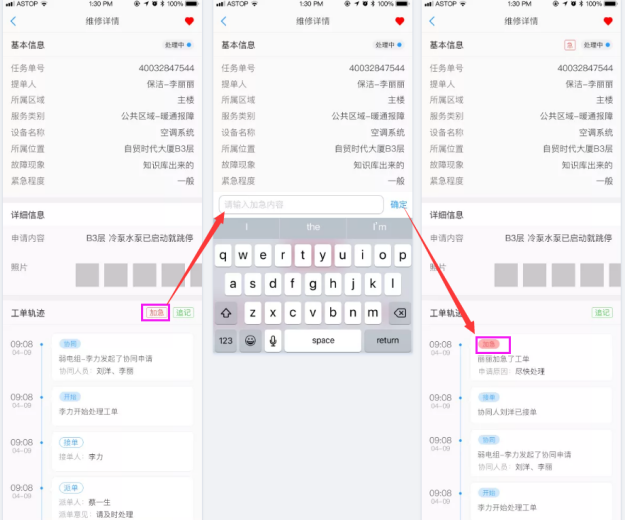 ASTOP 1:30 PM 100%
维修详情
基本信息 处理中
任务单号 40032847544
提单人 保洁-李丽丽
所属区域 主楼
服务类别 公共区域-暖通报障
设备名称 空调系统
所属位置 自贸时代大厦B3层
故障现象 知识库出来的
紧急程度 一般
详细信息
申请内容 B3层 冷泵水泵已启动就跳停
照片
工单轨迹 加急 追记
09:08 协同
04-09
弱电组-李力发起了协同申请
协同人员: 刘洋、李丽
09:08 开始
04-09
李力开始处理工单
09:08 接单
04-09
接单人: 李力
09:08 派单
04-09
派单人: 蔡一生
派单意见: 请及时处理
ASTOP 1:30 PM 100%
维修详情
基本信息 处理中
任务单号 40032847544
提单人 保洁-李丽丽
所属区域 主楼
服务类别 公共区域-暖通报障
设备名称 空调系统
所属位置 自贸时代大厦B3层
故障现象 知识库出来的
紧急程度 一般
请输入加急内容 确定
I the I'm
q w e r t y u i o p
a s d f g h j k l
z x c v b n m
123 space return
ASTOP 1:30 PM 100%
维修详情
基本信息 急 处理中
任务单号 40032847544
提单人 保洁-李丽丽
所属区域 主楼
服务类别 公共区域-暖通报障
设备名称 空调系统
所属位置 自贸时代大厦B3层
故障现象 知识库出来的
紧急程度 一般
详细信息
申请内容 B3层 冷泵水泵已启动就跳停
照片
工单轨迹 追记
09:08 加急
04-09
丽丽加急了工单
申请原因: 尽快处理
09:08 接单
04-09
协同人刘洋已接单
09:08 协同
04-09
弱电组-李力发起了协同申请
协同人员: 刘洋、李丽
09:08 开始
04-09
李力开始处理工单